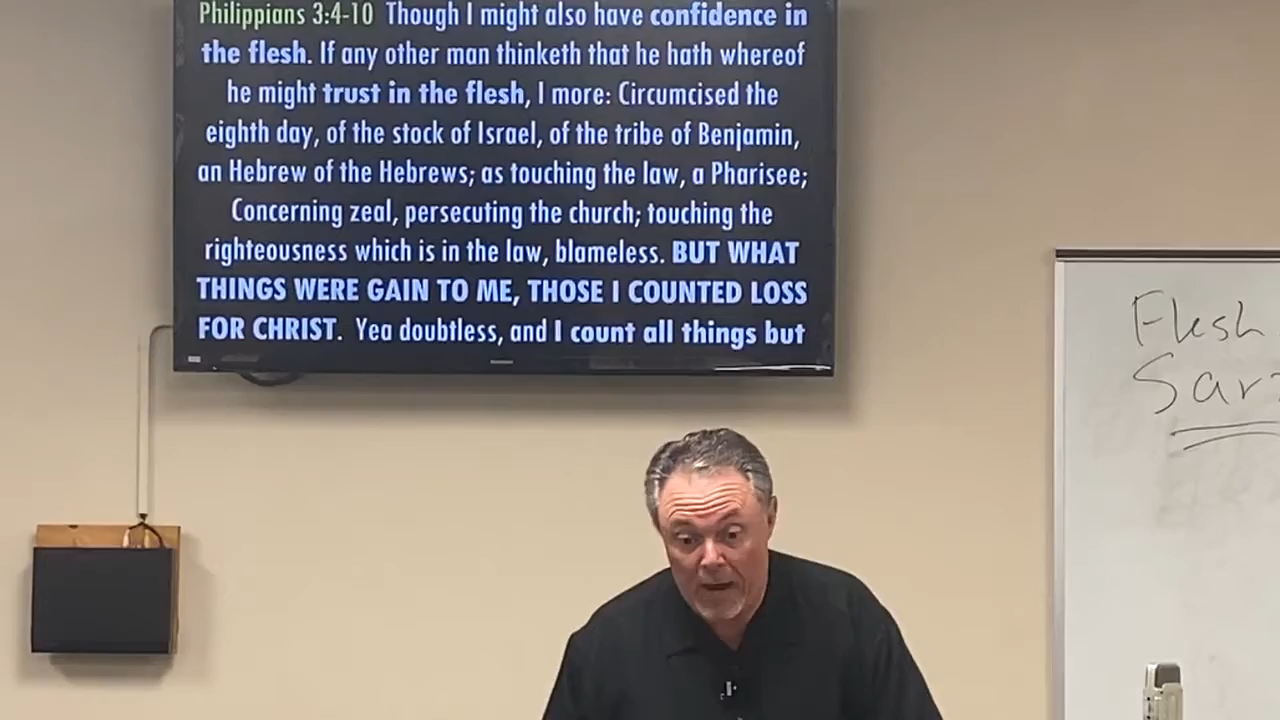 Philippians 3:4-10 Though I might also have confidence in
the flesh. If any other man thinketh that he hath whereof
he might trust in the flesh, I more: Circumcised the
eighth day, of the stock of Israel, of the tribe of Benjamin,
an Hebrew of the Hebrews; as touching the law, a Pharisee;
Concerning zeal, persecuting the church; touching the
righteousness which is in the law, blameless. BUT WHAT
THINGS WERE GAIN TO ME, THOSE I COUNTED LOSS
FOR CHRIST. Yea doubtless, and I count all things but
Flesh